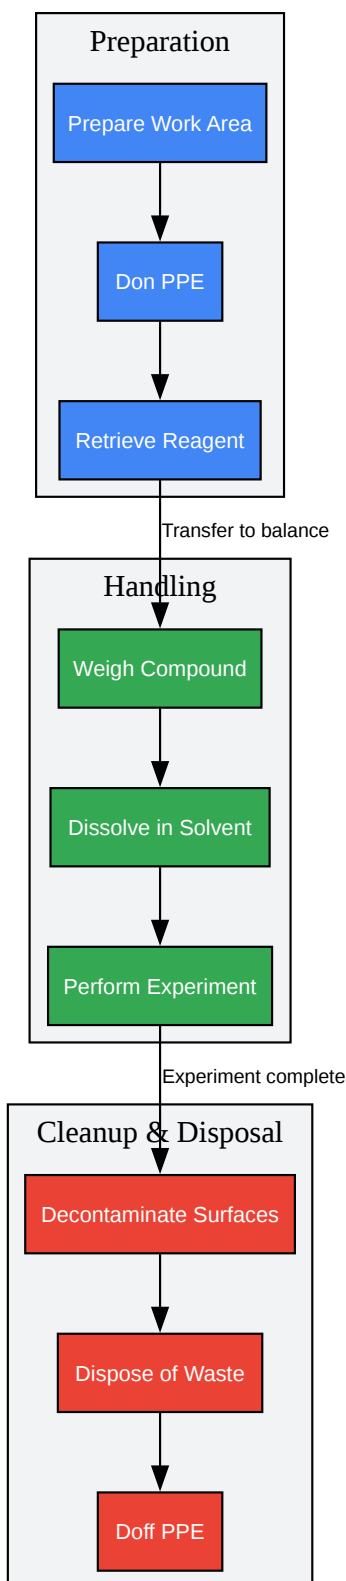 Preparation
Prepare Work Area
Don PPE
Retrieve Reagent
Transfer to balance
Handling
Weigh Compound
Dissolve in Solvent
Perform Experiment
Experiment complete
Cleanup & Disposal
Decontaminate Surfaces
Dispose of Waste
Doff PPE